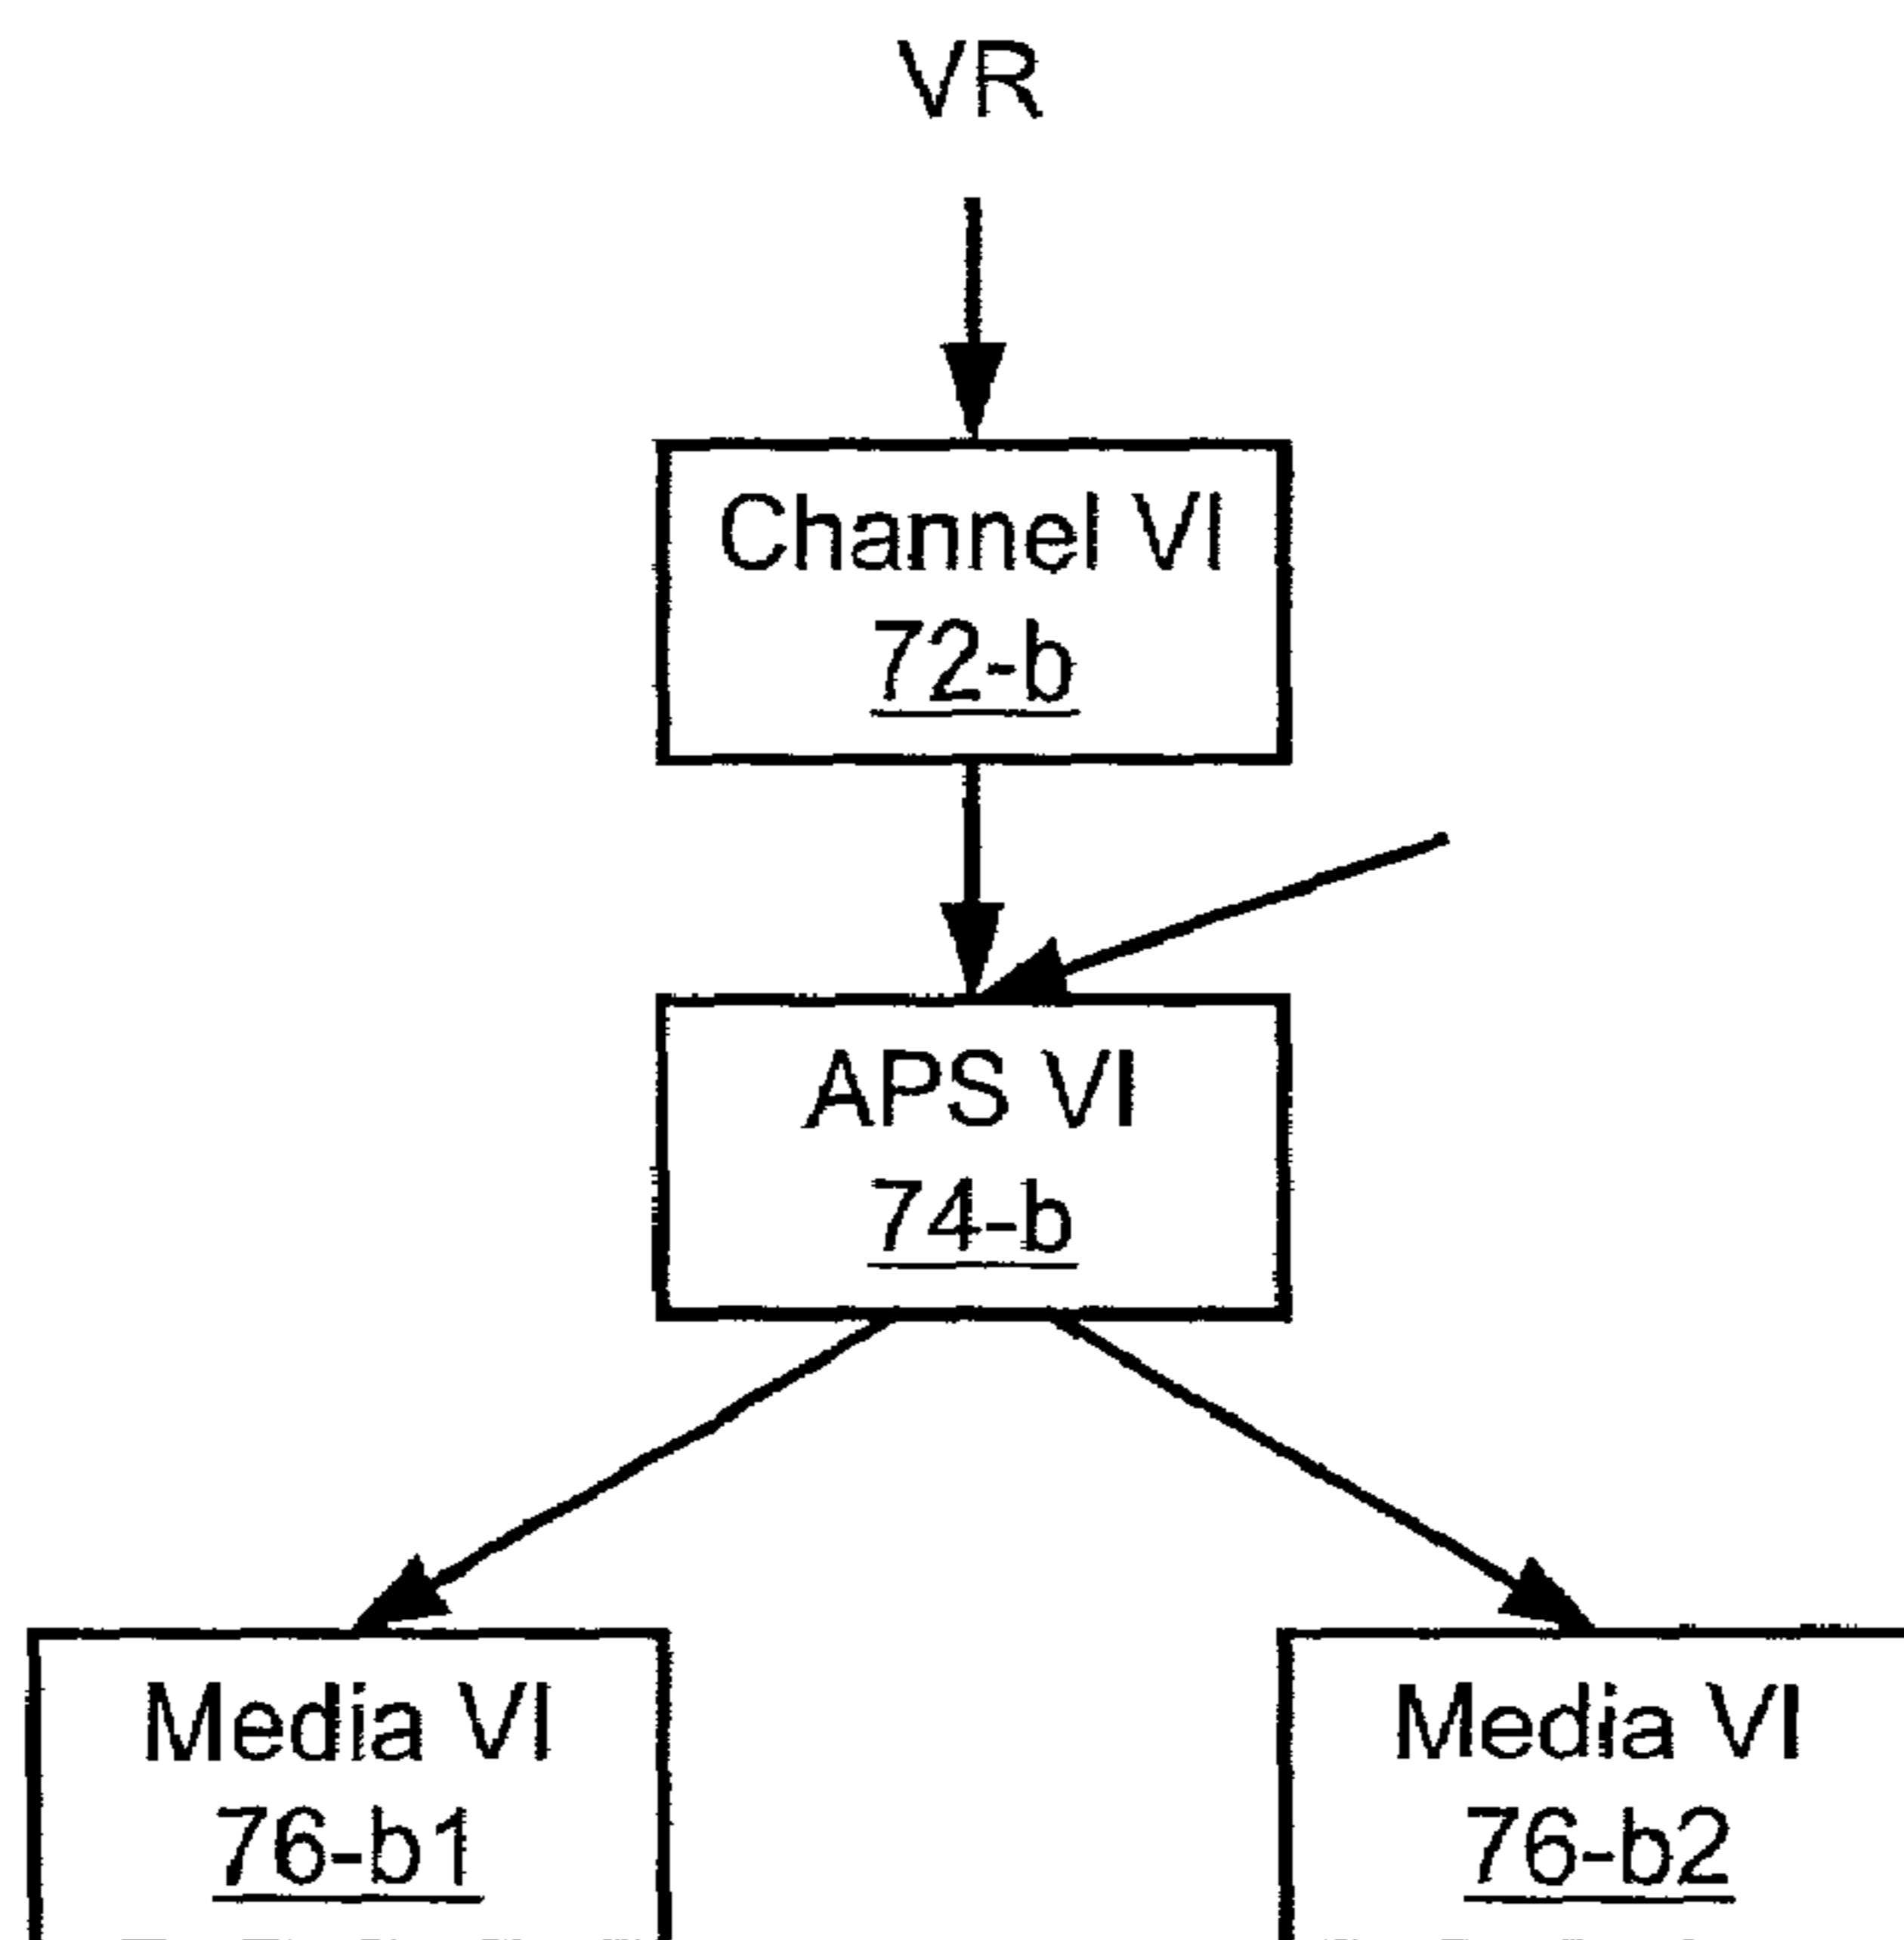 VR
Channel VI
72-b
APS VI
74-b
Media VI
76-b1
Media VI
76-b2